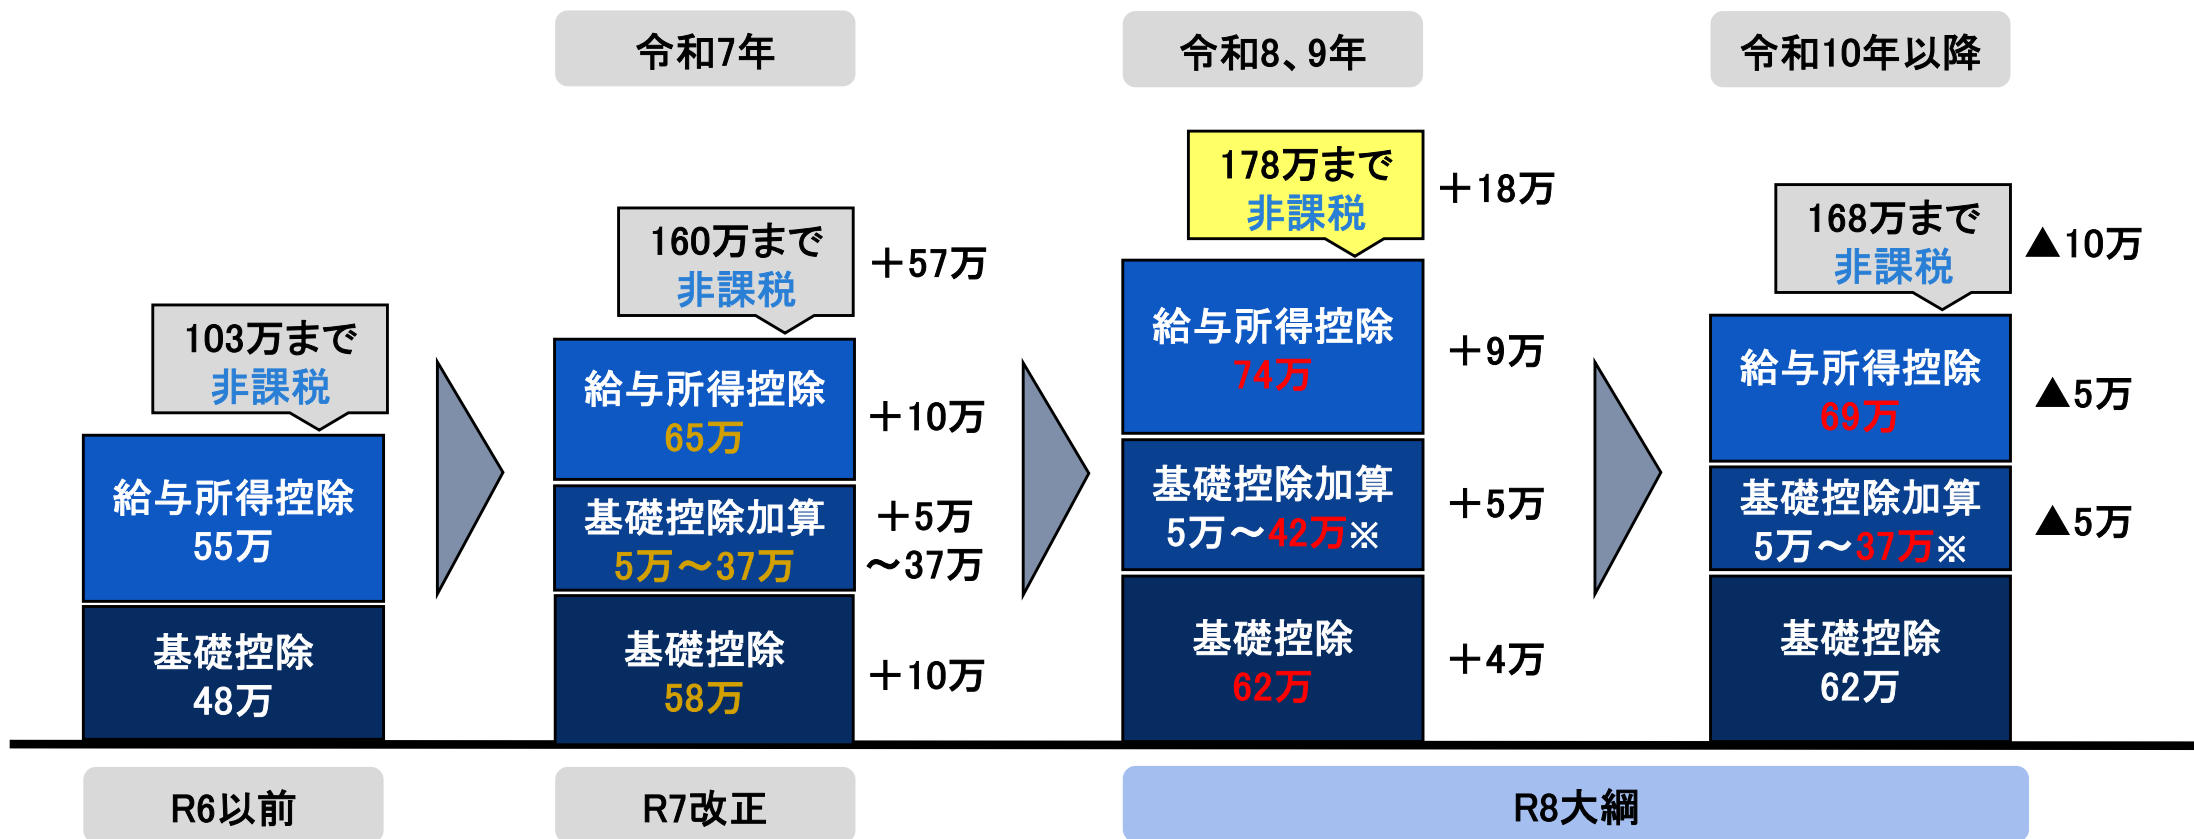 令和7年
令和8、9年
令和10年以降
103万まで
非課税
給与所得控除
55万
基礎控除
48万
160万まで
非課税
+57万
給与所得控除
65万
+10万
基礎控除加算
5万～37万
+5万
～37万
基礎控除
58万
+10万
178万まで
非課税
+18万
給与所得控除
74万
+9万
基礎控除加算
5万～42万※
+5万
基礎控除
62万
+4万
168万まで
非課税
▲10万
給与所得控除
69万
▲5万
基礎控除加算
5万～37万※
▲5万
基礎控除
62万
R6以前
R7改正
R8大綱